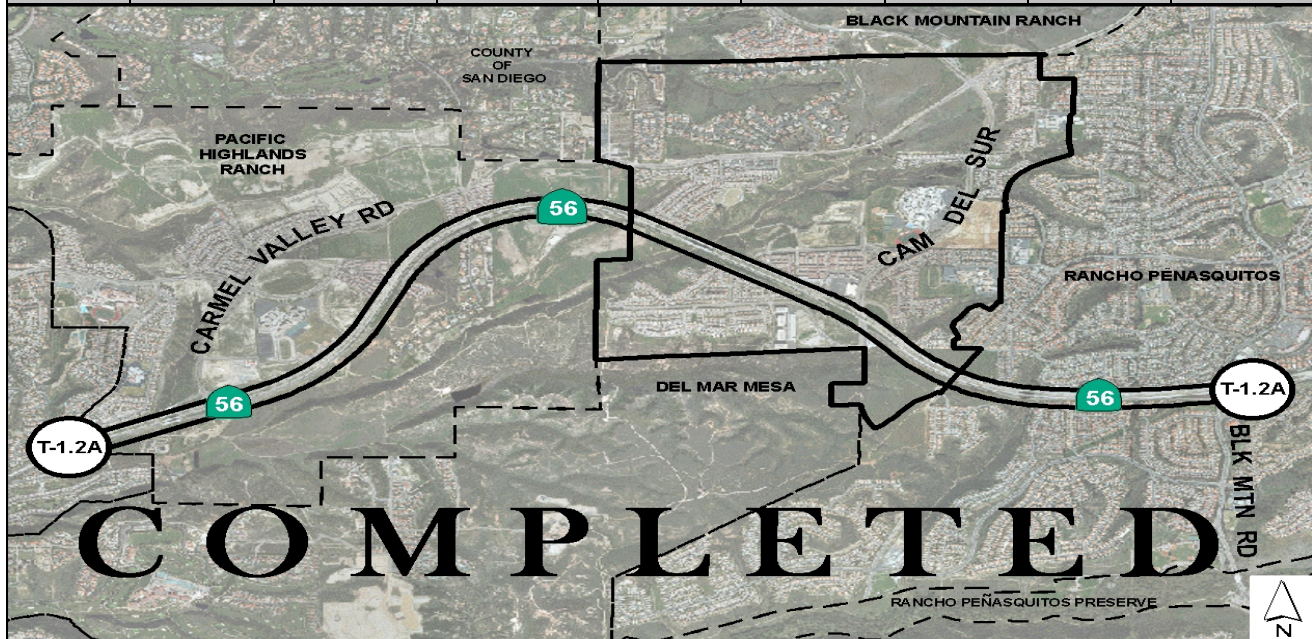 BLACK MOUNTAIN RANCH
COUNTY
OF
SAN DIEGO
PACIFIC
HIGHLANDS
RANCH
CARMEL VALLEY RD
56
CAM DEL SUR
RANCHO PEÑASQUITOS
DEL MAR MESA
56
56
T-1.2A
T-1.2A
BLK MTN RD
COMPLETED
RANCHO PEÑASQUITOS PRESERVE
N